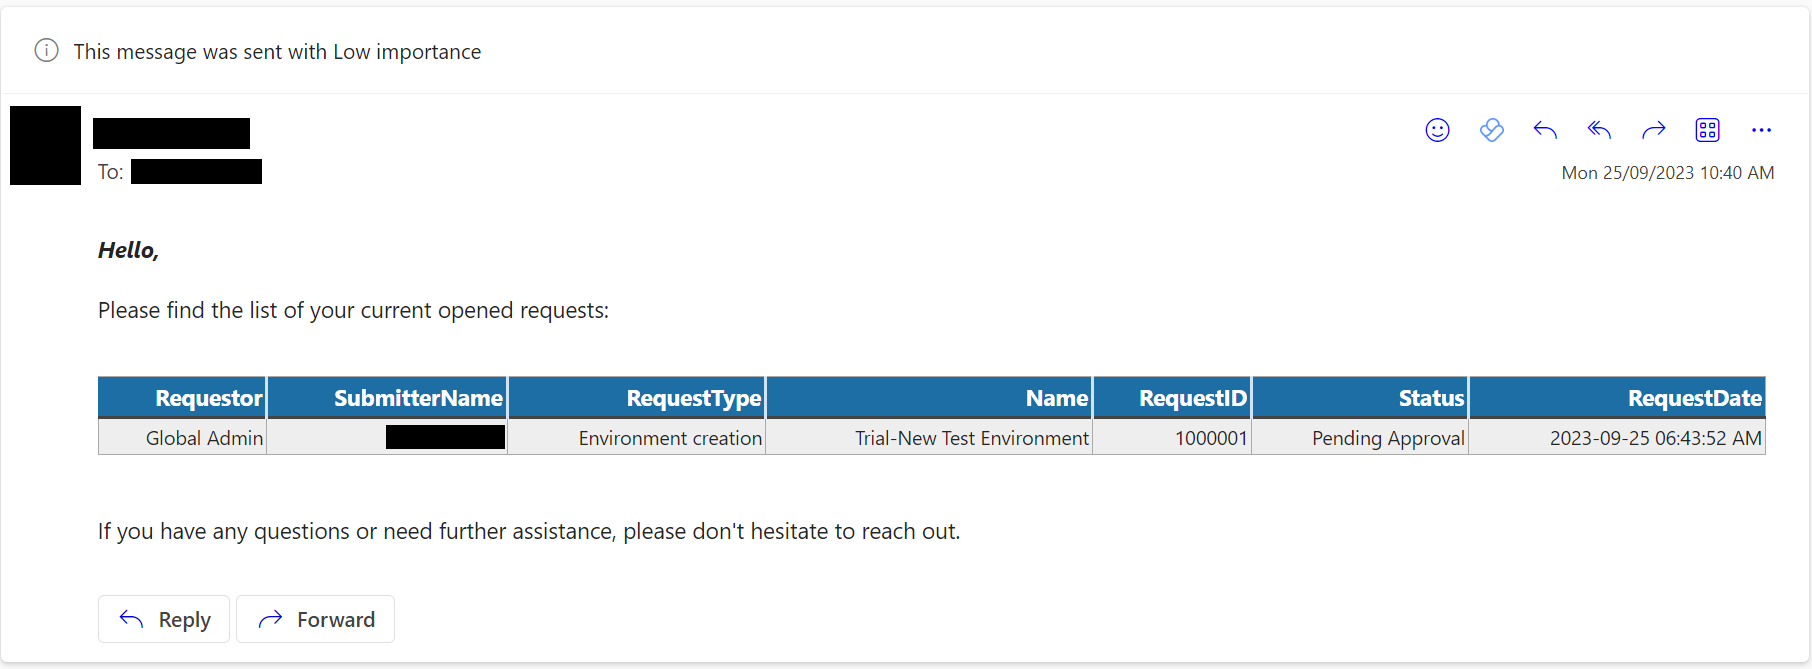 This message was sent with Low importance
To:
Mon 25/09/2023 10:40 AM
Hello,
Please find the list of your current opened requests:
Requestor SubmitterName RequestType Name RequestID Status RequestDate
Global Admin Environment creation Trial-New Test Environment 1000001 Pending Approval 2023-09-25 06:43:52 AM
If you have any questions or need further assistance, please don't hesitate to reach out.
Reply Forward